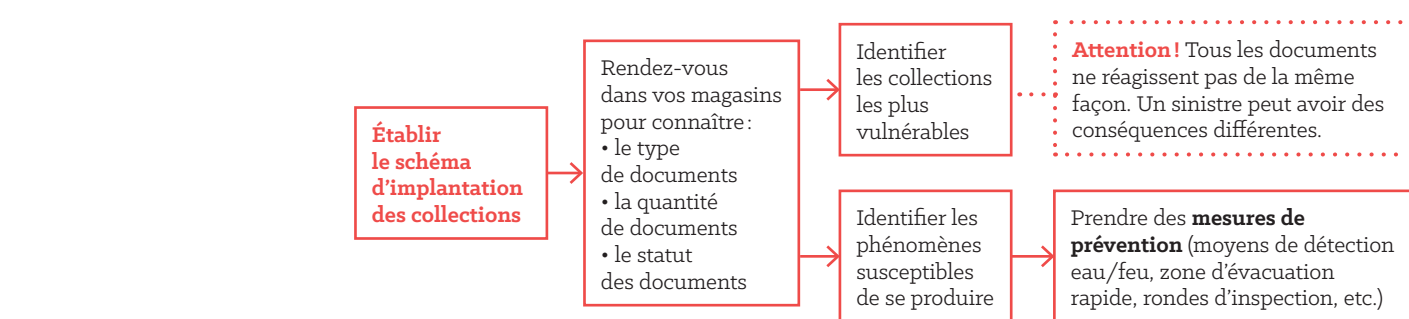 Établir
le schéma
d'implantation
des collections
Rendez-vous
dans vos magasins
pour connaître :
• le type
de documents
• la quantité
de documents
• le statut
des documents
Identifier
les collections
les plus
vulnérables
Attention ! Tous les documents
ne réagissent pas de la même
façon. Un sinistre peut avoir des
conséquences différentes.
Identifier les
phénomènes
susceptibles
de se produire
Prendre des mesures de
prévention (moyens de détection
eau/feu, zone d'évacuation
rapide, rondes d'inspection, etc.)